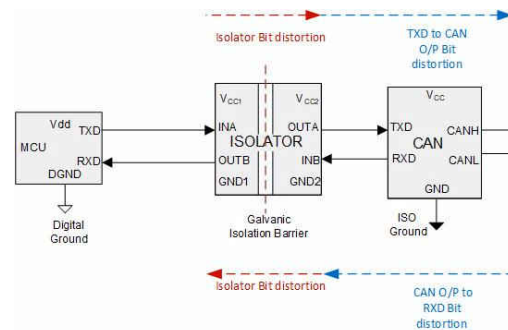 Isolator Bit distortion
TXD to CAN
O/P Bit
distortion
Vdd
TXD
MCU
RXD
DGND
Digital
Ground
VCC1
VCC2
INA
OUTA
ISOLATOR
OUTB
INB
GND1
GND2
Galvanic
Isolation Barrier
VCC
TXD
CANH
CAN
RXD
CANL
GND
ISO
Ground
Isolator Bit distortion
CAN O/P to
RXD Bit
distortion